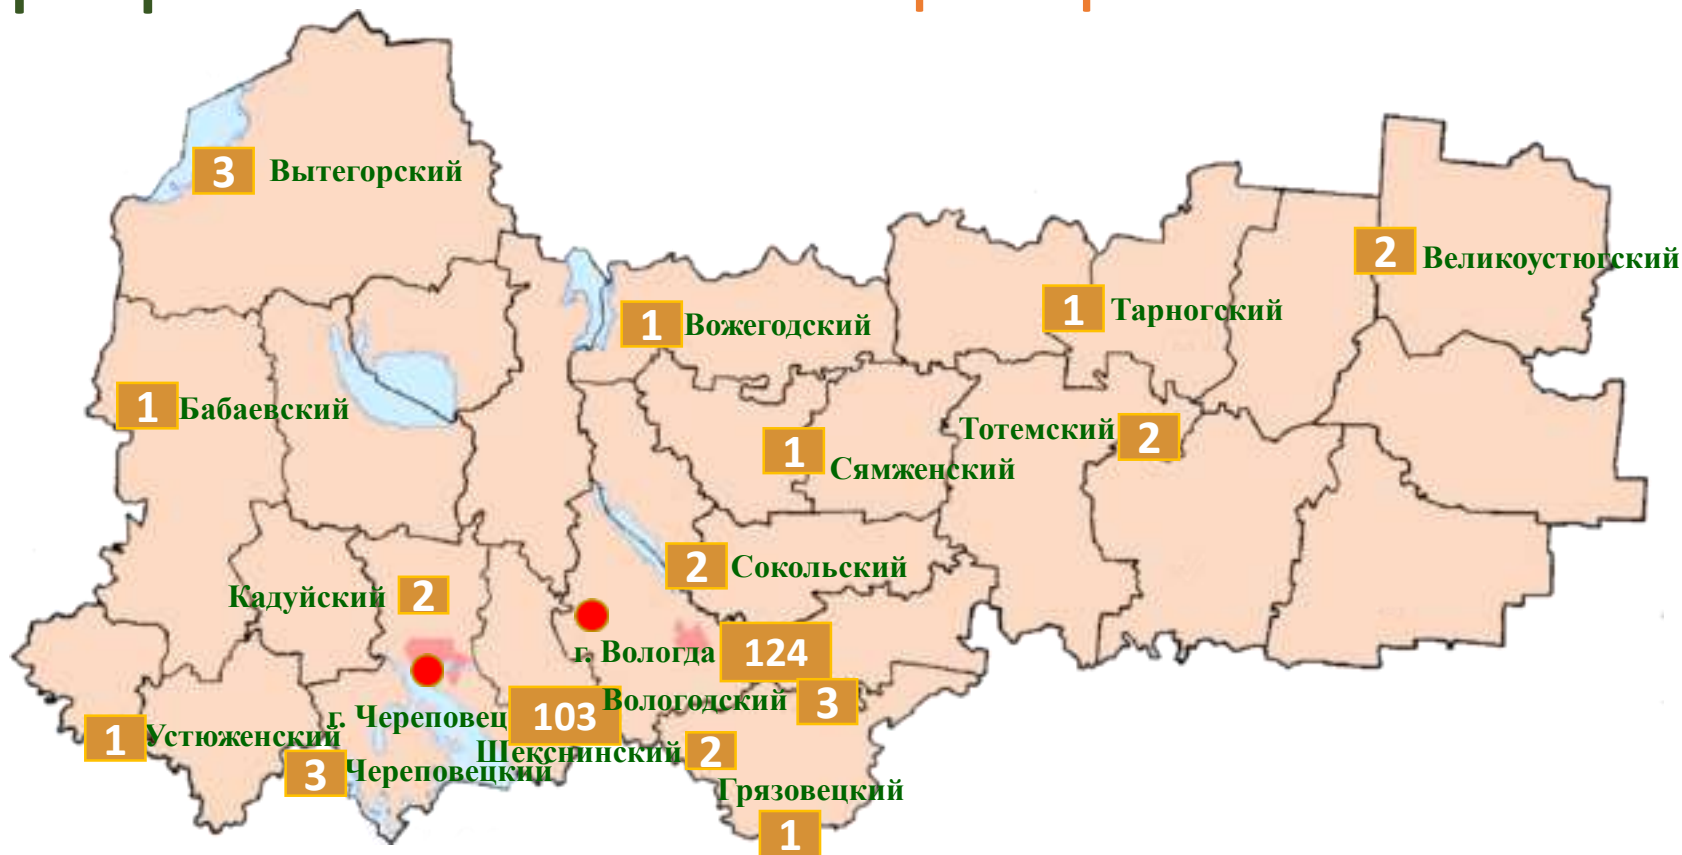 3 Вытегорский
2 Великоустюгский
1 Тарногский
1 Вожегодский
1 Бабаевский
Тотемский 2
1 Сямженский
2 Сокольский
Кадуйский 2
г. Вологда 124
Вологодский 3
г. Череповец 103
1 Устюженский
Шекснинский 2
3 Череповецкий
Грязовецкий
1